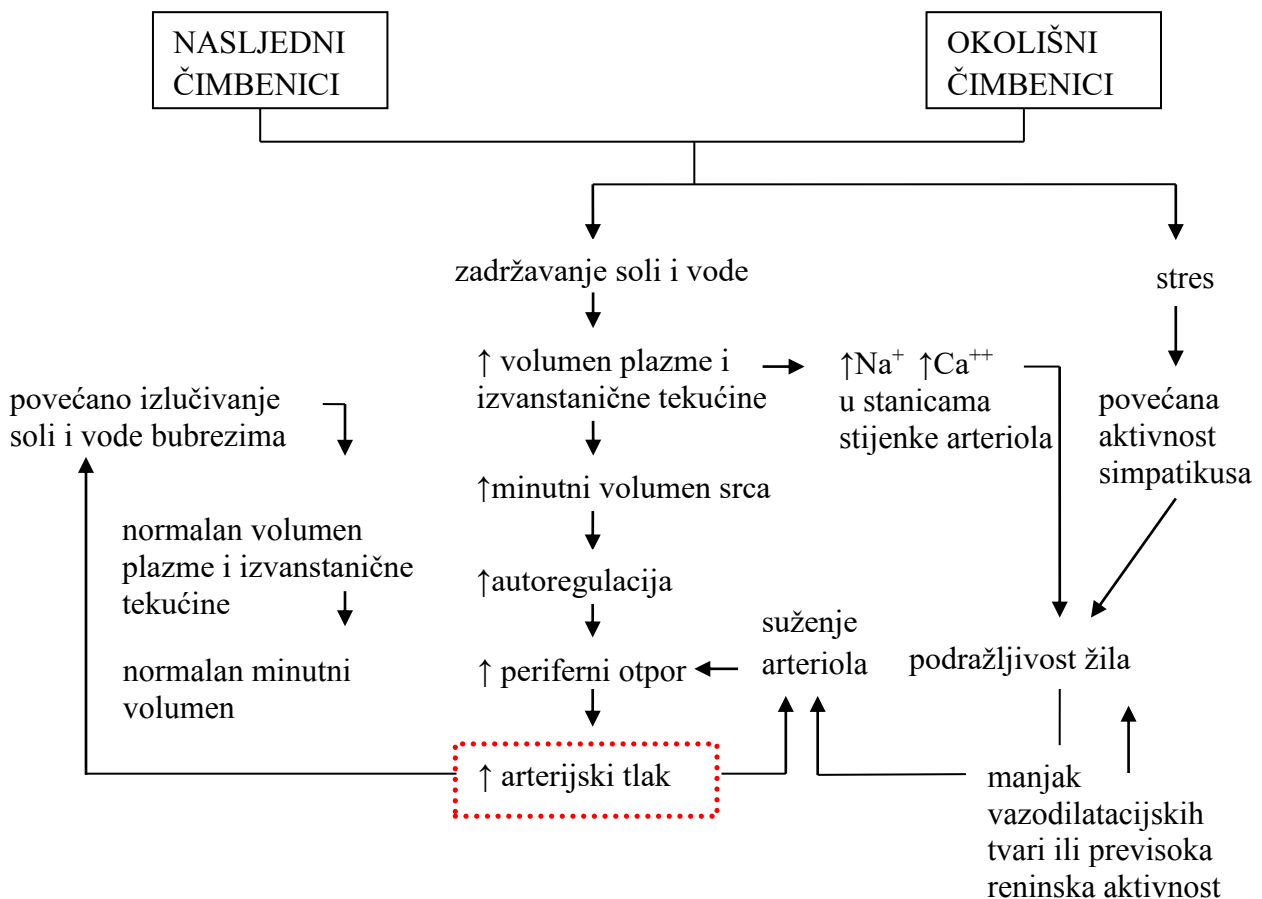 NASLJEDNI
ČIMBENICI
OKOLIŠNI
ČIMBENICI
zadržavanje soli i vode
stres
↑ volumen plazme i
izvanstanične tekućine
↑Na⁺ ↑Ca⁺⁺
u stanicama
stijenke arteriola
povećana
aktivnost
simpatikusa
povećano izlučivanje
soli i vode bubrezima
↑minutni volumen srca
normalan volumen
plazme i izvanstanične
tekućine
↑autoregulacija
suženje
arteriola
podražljivost žila
↑ periferni otpor
normalan minutni
volumen
↑ arterijski tlak
manjak
vazodilatacijskih
tvari ili previsoka
reninska aktivnost